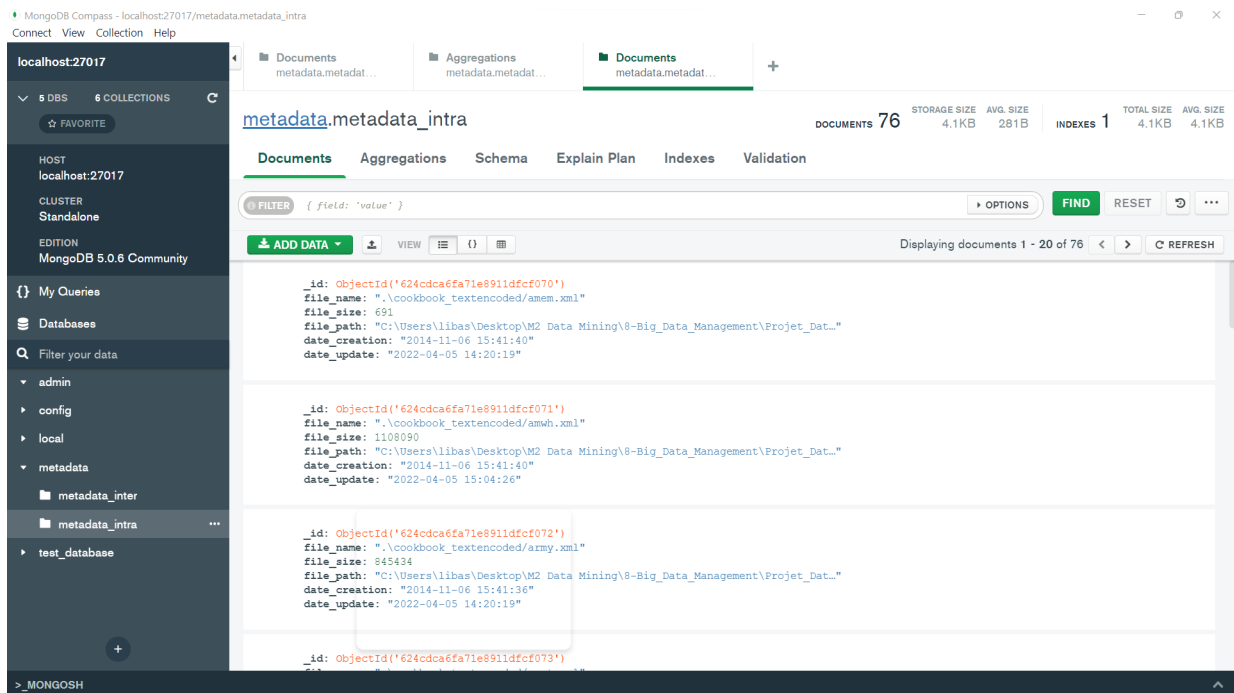 MongoDB Compass - localhost:27017/metadata.metadata_intra
Connect View Collection Help
localhost:27017
5 DBS 6 COLLECTIONS
FAVORITE
HOST
localhost:27017
CLUSTER
Standalone
EDITION
MongoDB 5.0.6 Community
{} My Queries
Databases
Filter your data
admin
config
local
metadata
metadata_inter
metadata_intra ...
test_database
+
>_MONGOSH
Documents
metadata.metadat...
Aggregations
metadata.metadat...
Documents
metadata.metadat...
+
metadata.metadata_intra
DOCUMENTS 76
STORAGE SIZE 4.1KB
AVG. SIZE 281B
INDEXES 1
TOTAL SIZE 4.1KB
AVG. SIZE 4.1KB
Documents Aggregations Schema Explain Plan Indexes Validation
FILTER { field: 'value' } OPTIONS FIND RESET ...
ADD DATA VIEW {} Displaying documents 1 - 20 of 76 < > REFRESH
_id: ObjectId('624cdca6fa71e8911dfcf070')
file_name: ".\cookbook_textencoded/amem.xml"
file_size: 691
file_path: "C:\Users\libas\Desktop\M2 Data Mining\8-Big_Data_Management\Projet_Dat…"
date_creation: "2014-11-06 15:41:40"
date_update: "2022-04-05 14:20:19"
_id: ObjectId('624cdca6fa71e8911dfcf071')
file_name: ".\cookbook_textencoded/amwh.xml"
file_size: 1108090
file_path: "C:\Users\libas\Desktop\M2 Data Mining\8-Big_Data_Management\Projet_Dat…"
date_creation: "2014-11-06 15:41:40"
date_update: "2022-04-05 15:04:26"
_id: ObjectId('624cdca6fa71e8911dfcf072')
file_name: ".\cookbook_textencoded/army.xml"
file_size: 845434
file_path: "C:\Users\libas\Desktop\M2 Data Mining\8-Big_Data_Management\Projet_Dat…"
date_creation: "2014-11-06 15:41:36"
date_update: "2022-04-05 14:20:19"
_id: ObjectId('624cdca6fa71e8911dfcf073')